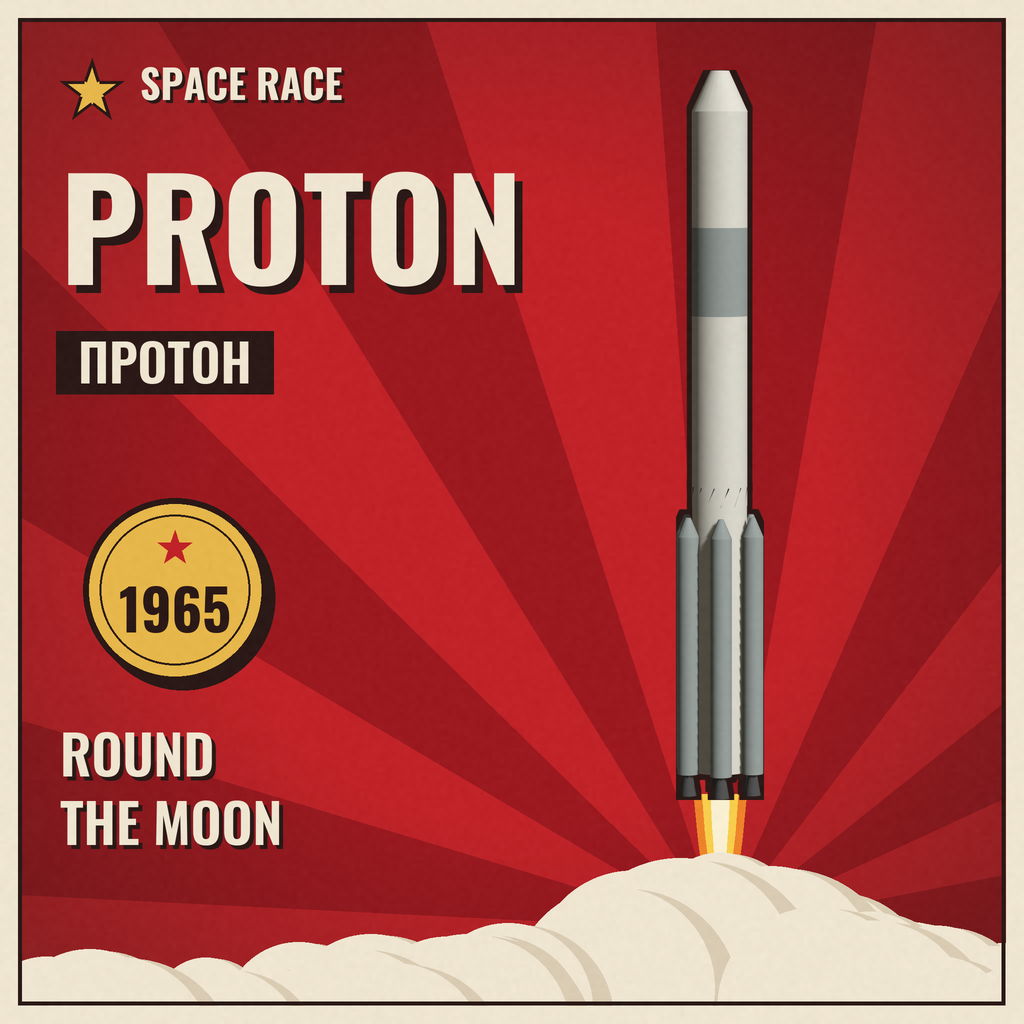 SPACE RACE
PROTON
ПРОТОН
1965
ROUND
THE MOON